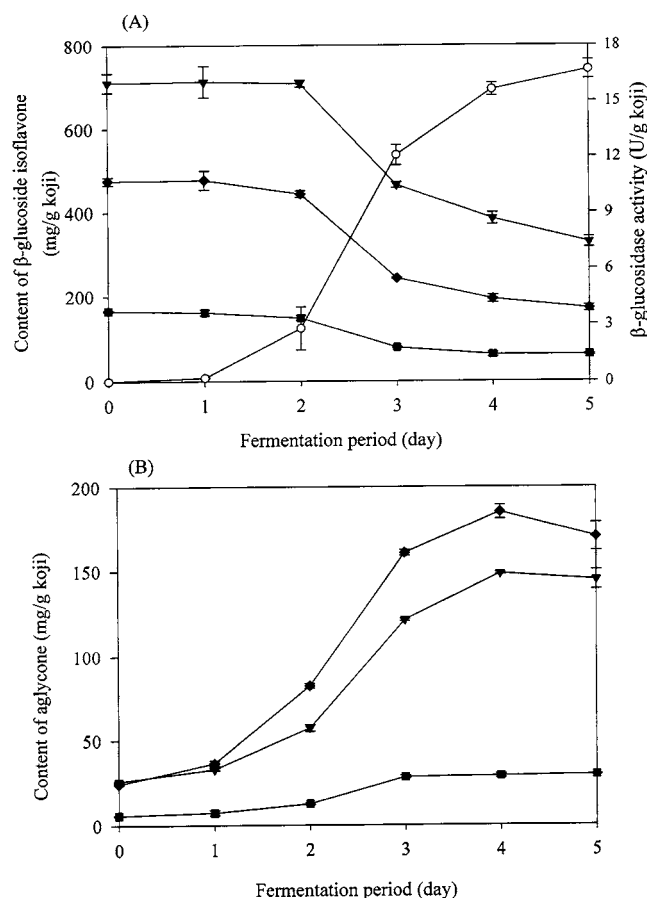 (A)
800
600
400
200
0
Content of β-glucoside isoflavone
(mg/g koji)
18
15
12
9
6
3
0
β-glucosidase activity (U/g koji)
0 1 2 3 4 5
Fermentation period (day)
(B)
200
150
100
50
0
Content of aglycone (mg/g koji)
0 1 2 3 4 5
Fermentation period (day)